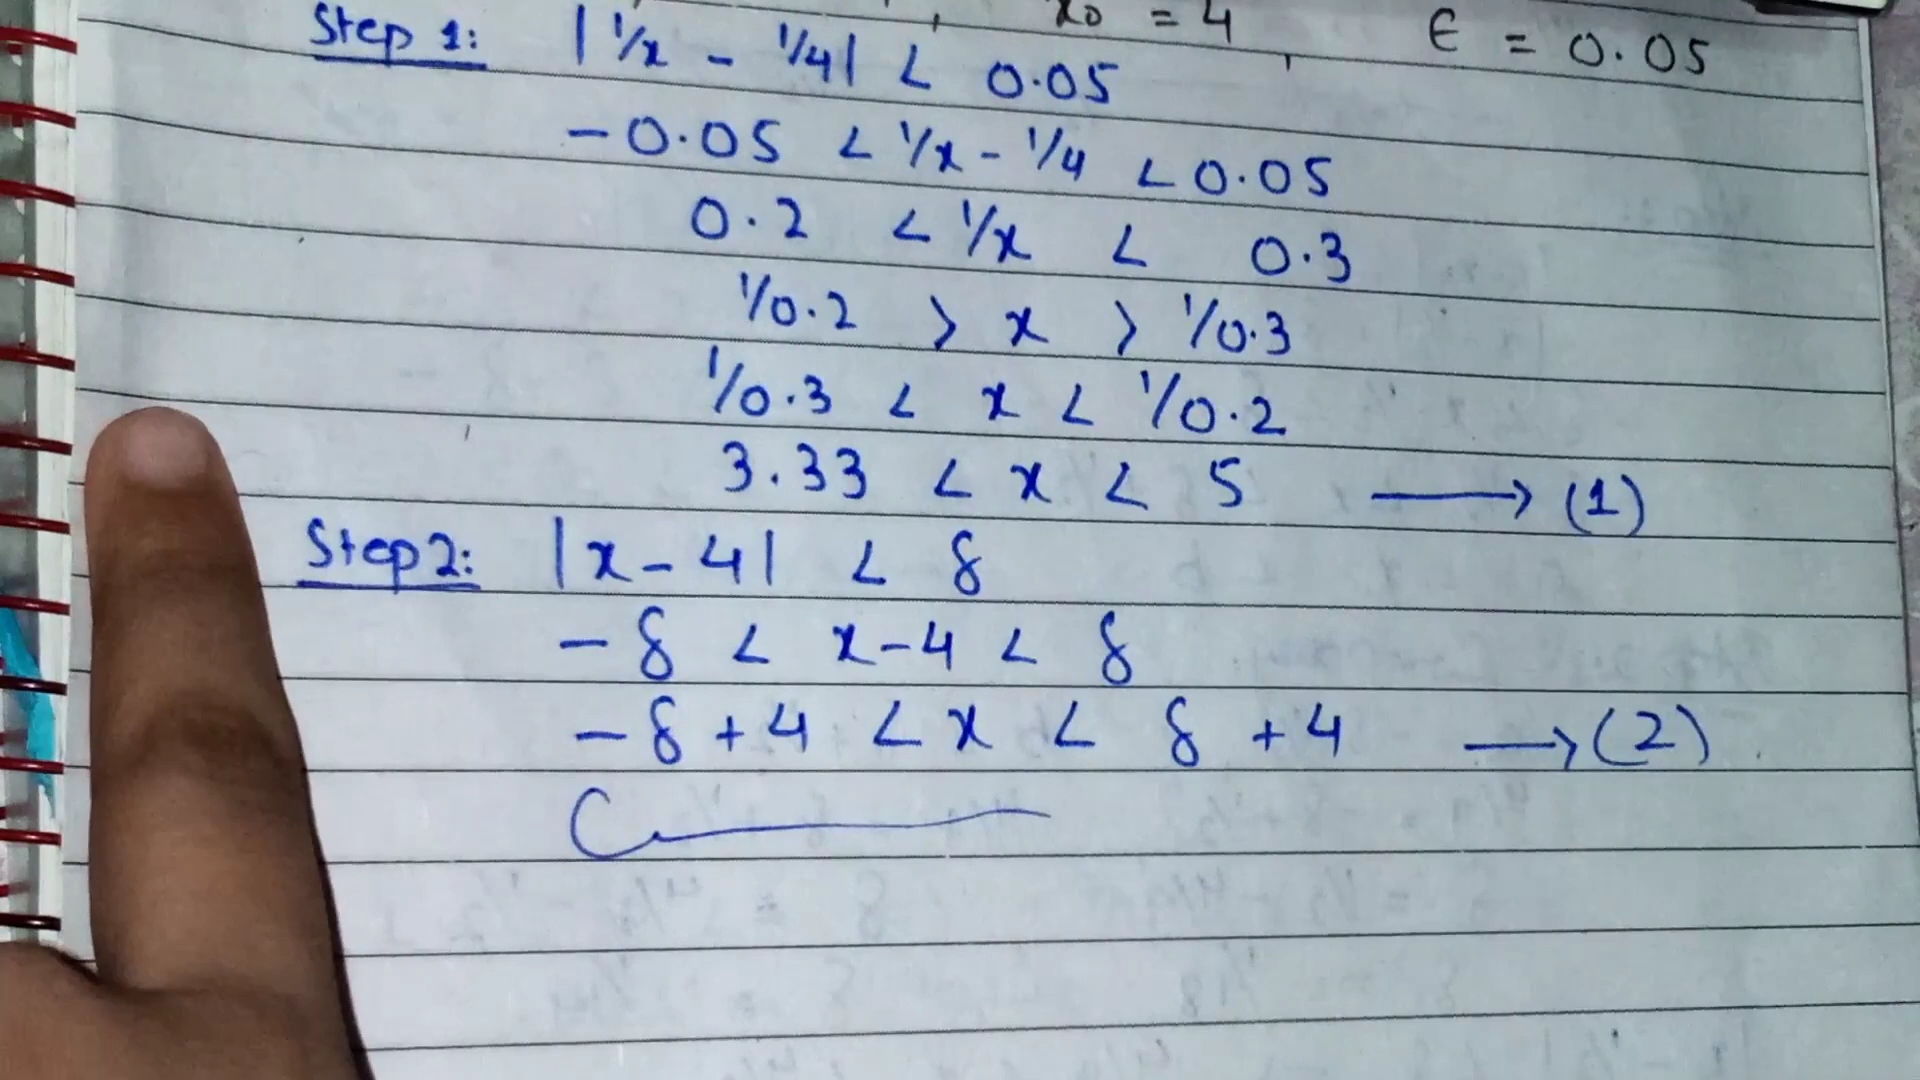 x₀ = 4 , ε = 0.05
Step 1: |1/x - 1/4| < 0.05
-0.05 < 1/x - 1/4 < 0.05
0.2 < 1/x < 0.3
1/0.2 > x > 1/0.3
1/0.3 < x < 1/0.2
3.33 < x < 5 → (1)
Step 2: |x - 4| < δ
-δ < x - 4 < δ
-δ + 4 < x < δ + 4 → (2)